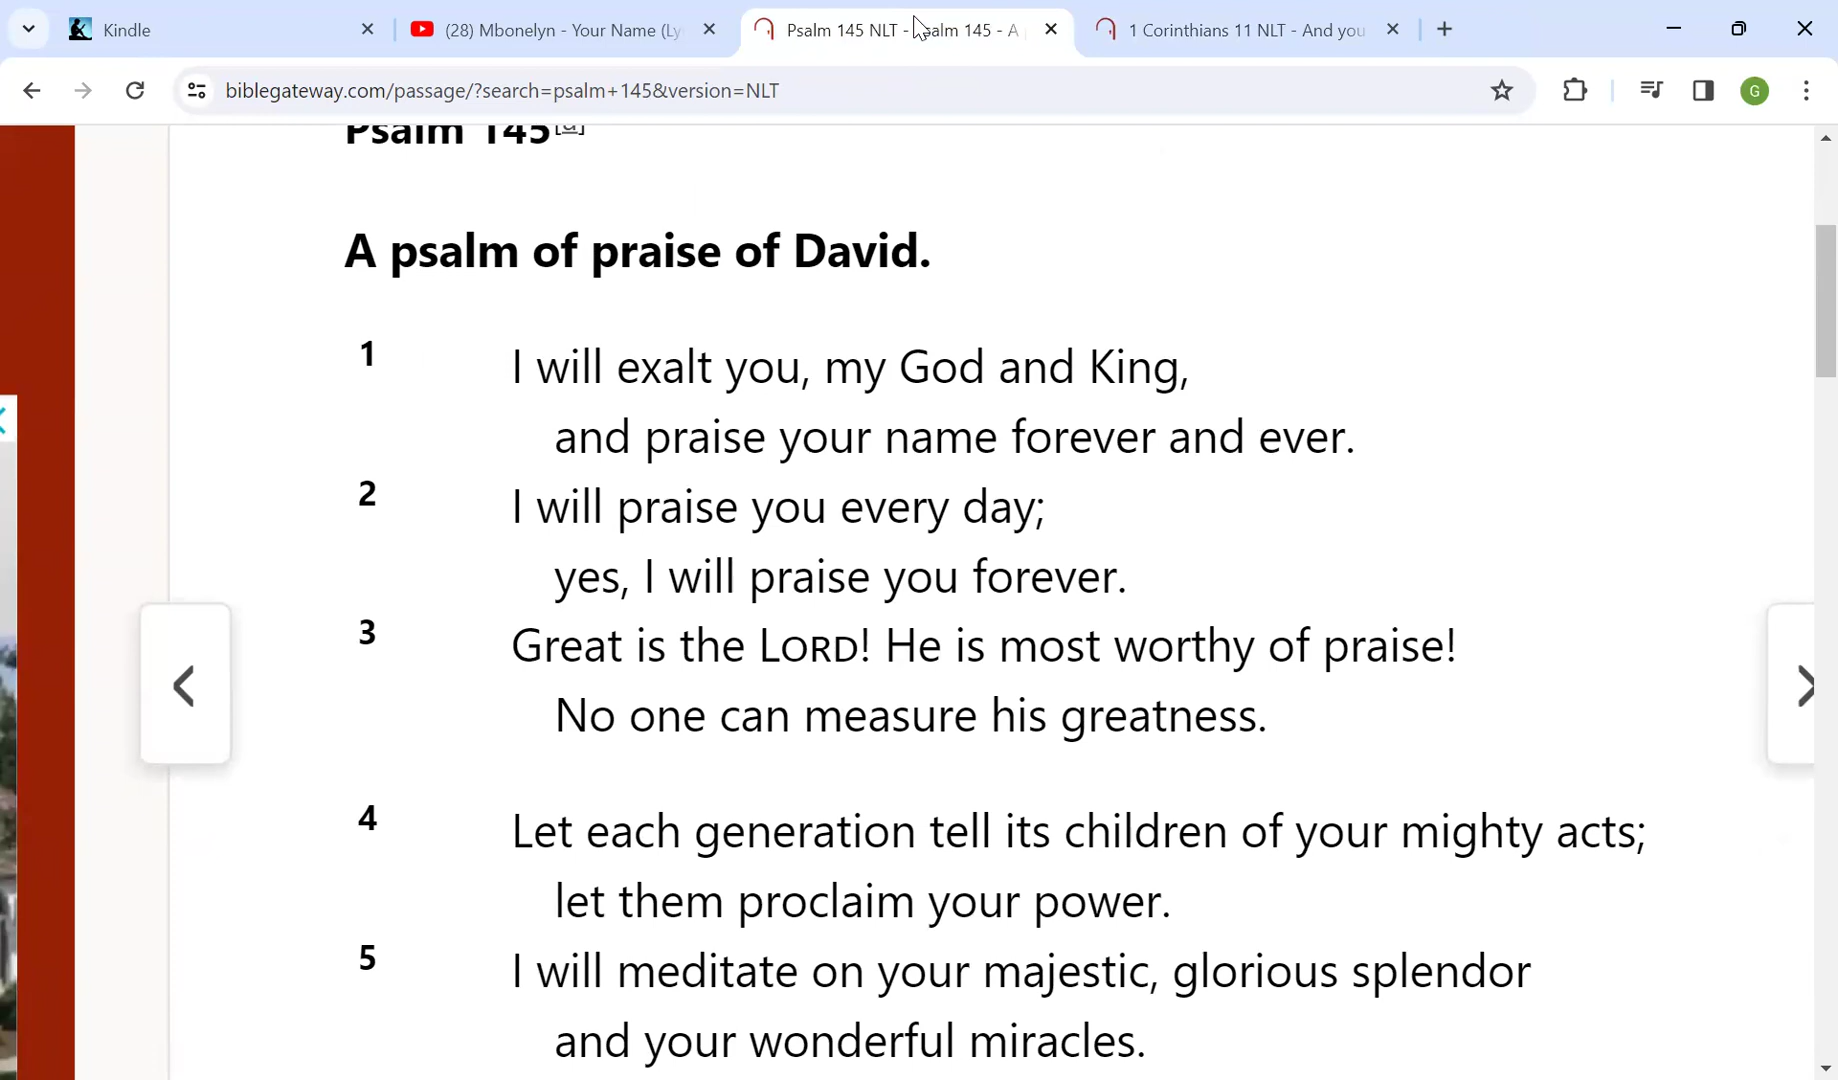 Kindle
(28) Mbonelyn - Your Name (Ly
Psalm 145 NLT - Psalm 145 - A
1 Corinthians 11 NLT - And you
biblegateway.com/passage/?search=psalm+145&version=NLT
G
Psalm 145[a]
A psalm of praise of David.
1 I will exalt you, my God and King,
and praise your name forever and ever.
2 I will praise you every day;
yes, I will praise you forever.
3 Great is the LORD! He is most worthy of praise!
No one can measure his greatness.
4 Let each generation tell its children of your mighty acts;
let them proclaim your power.
5 I will meditate on your majestic, glorious splendor
and your wonderful miracles.